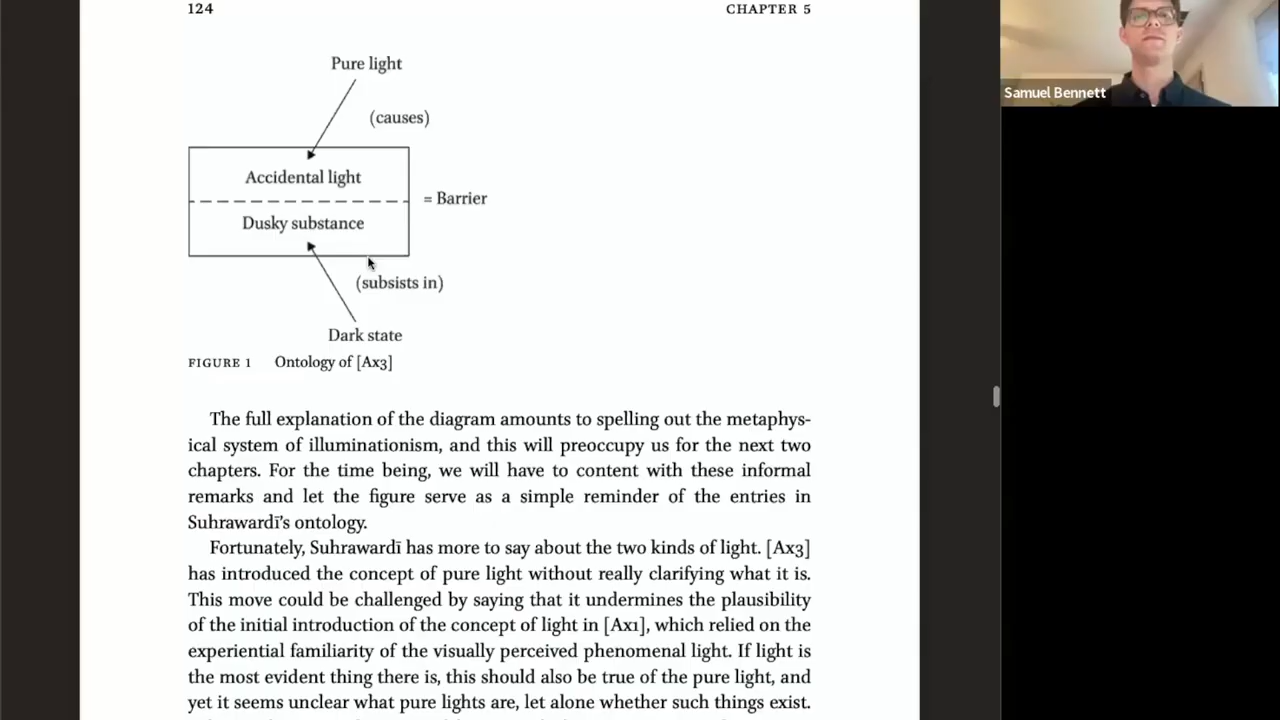 124
CHAPTER 5
Pure light
(causes)
Accidental light
= Barrier
Dusky substance
(subsists in)
Dark state
FIGURE 1 Ontology of [Ax3]
The full explanation of the diagram amounts to spelling out the metaphys-
ical system of illuminationism, and this will preoccupy us for the next two
chapters. For the time being, we will have to content with these informal
remarks and let the figure serve as a simple reminder of the entries in
Suhrawardī's ontology.
Fortunately, Suhrawardī has more to say about the two kinds of light. [Ax3]
has introduced the concept of pure light without really clarifying what it is.
This move could be challenged by saying that it undermines the plausibility
of the initial introduction of the concept of light in [Ax1], which relied on the
experiential familiarity of the visually perceived phenomenal light. If light is
the most evident thing there is, this should also be true of the pure light, and
yet it seems unclear what pure lights are, let alone whether such things exist.
Samuel Bennett